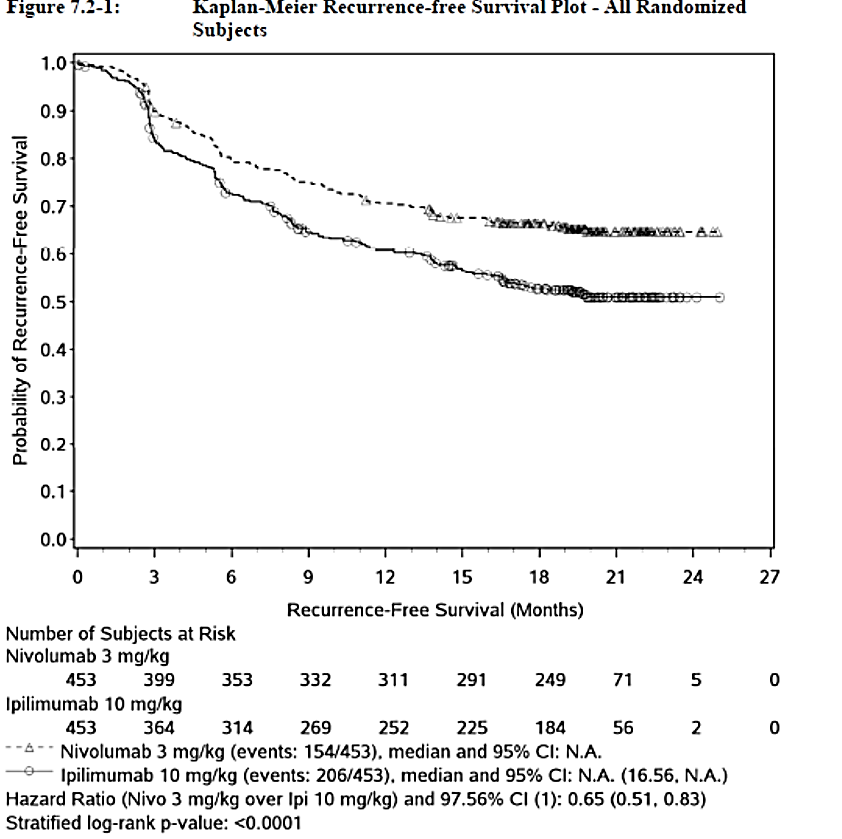 Figure 7.2-1: Kaplan-Meier Recurrence-free Survival Plot - All Randomized
Subjects
Probability of Recurrence-Free Survival
1.0
0.9
0.8
0.7
0.6
0.5
0.4
0.3
0.2
0.1
0.0
0 3 6 9 12 15 18 21 24 27
Recurrence-Free Survival (Months)
Number of Subjects at Risk
Nivolumab 3 mg/kg
453 399 353 332 311 291 249 71 5 0
Ipilimumab 10 mg/kg
453 364 314 269 252 225 184 56 2 0
Nivolumab 3 mg/kg (events: 154/453), median and 95% CI: N.A.
Ipilimumab 10 mg/kg (events: 206/453), median and 95% CI: N.A. (16.56, N.A.)
Hazard Ratio (Nivo 3 mg/kg over Ipi 10 mg/kg) and 97.56% CI (1): 0.65 (0.51, 0.83)
Stratified log-rank p-value: <0.0001